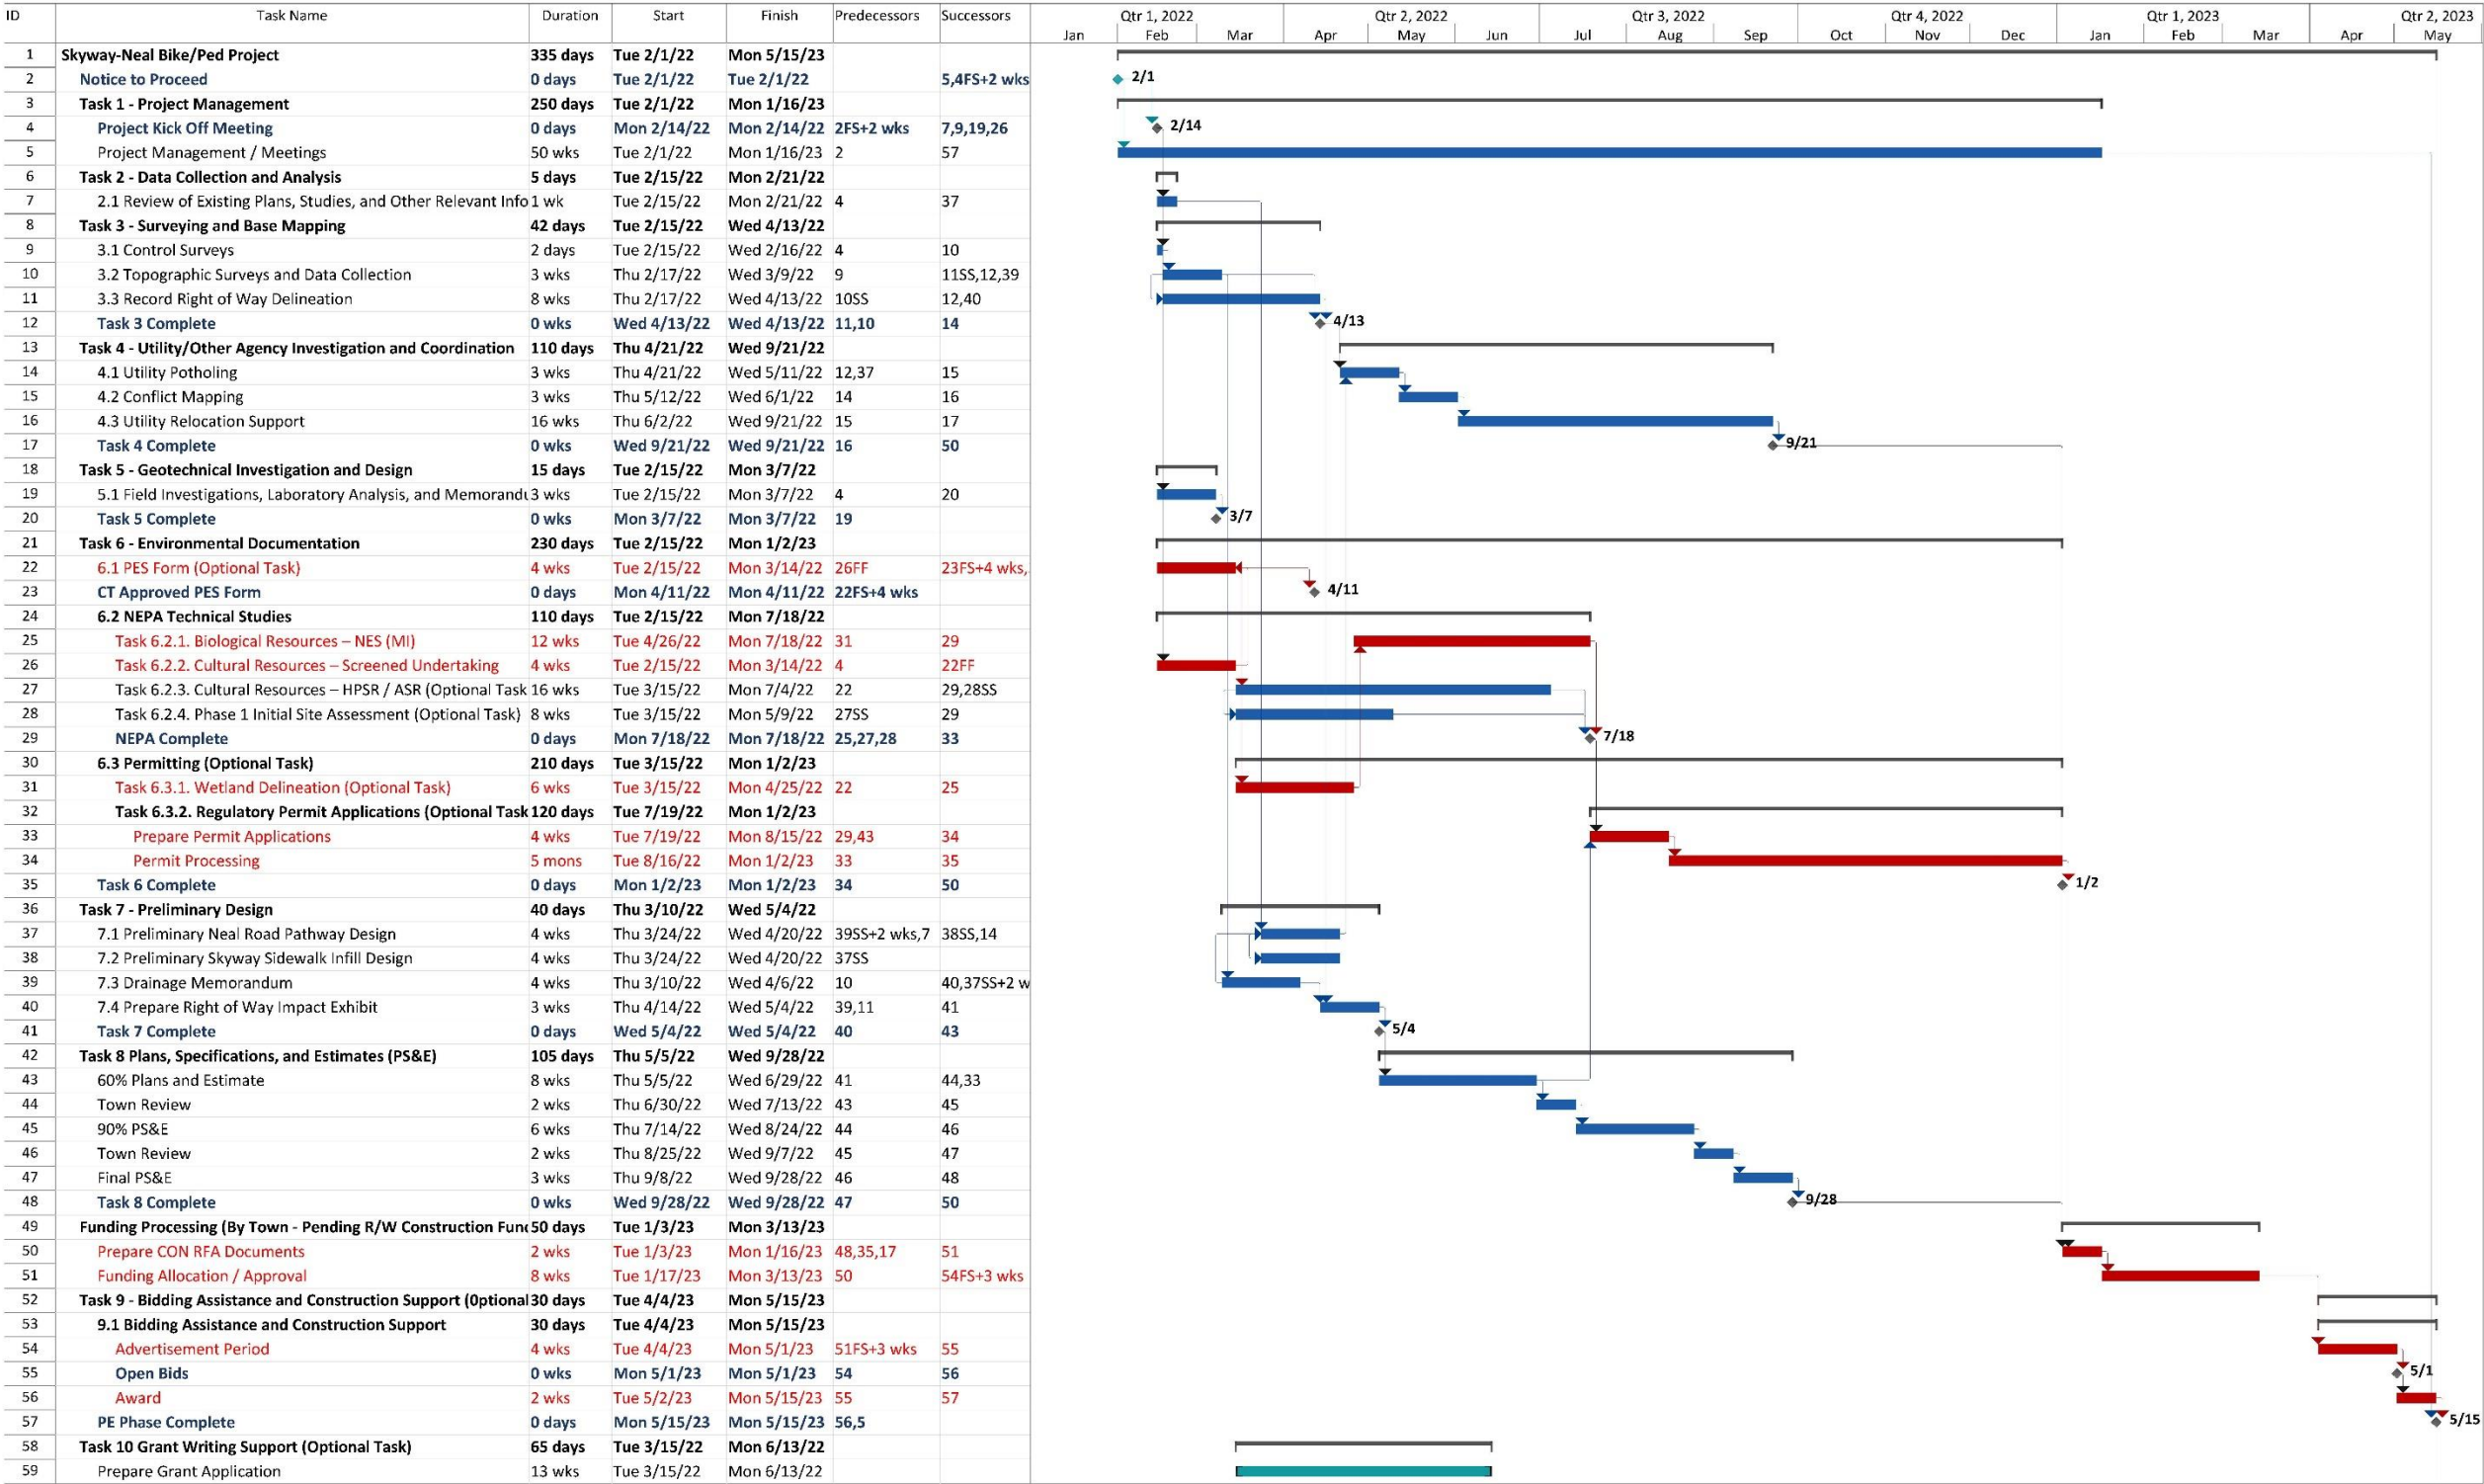 ID Task Name Duration Start Finish Predecessors Successors Qtr 1, 2022 Qtr 2, 2022 Qtr 3, 2022 Qtr 4, 2022 Qtr 1, 2023 Qtr 2, 2023
Jan Feb Mar Apr May Jun Jul Aug Sep Oct Nov Dec Jan Feb Mar Apr May
1 Skyway-Neal Bike/Ped Project 335 days Tue 2/1/22 Mon 5/15/23
2 Notice to Proceed 0 days Tue 2/1/22 Tue 2/1/22 5,4FS+2 wks 2/1
3 Task 1 - Project Management 250 days Tue 2/1/22 Mon 1/16/23
4 Project Kick Off Meeting 0 days Mon 2/14/22 Mon 2/14/22 2FS+2 wks 7,9,19,26 2/14
5 Project Management / Meetings 50 wks Tue 2/1/22 Mon 1/16/23 2 57
6 Task 2 - Data Collection and Analysis 5 days Tue 2/15/22 Mon 2/21/22
7 2.1 Review of Existing Plans, Studies, and Other Relevant Info 1 wk Tue 2/15/22 Mon 2/21/22 4 37
8 Task 3 - Surveying and Base Mapping 42 days Tue 2/15/22 Wed 4/13/22
9 3.1 Control Surveys 2 days Tue 2/15/22 Wed 2/16/22 4 10
10 3.2 Topographic Surveys and Data Collection 3 wks Thu 2/17/22 Wed 3/9/22 9 11SS,12,39
11 3.3 Record Right of Way Delineation 8 wks Thu 2/17/22 Wed 4/13/22 10SS 12,40
12 Task 3 Complete 0 wks Wed 4/13/22 Wed 4/13/22 11,10 14 4/13
13 Task 4 - Utility/Other Agency Investigation and Coordination 110 days Thu 4/21/22 Wed 9/21/22
14 4.1 Utility Potholing 3 wks Thu 4/21/22 Wed 5/11/22 12,37 15
15 4.2 Conflict Mapping 3 wks Thu 5/12/22 Wed 6/1/22 14 16
16 4.3 Utility Relocation Support 16 wks Thu 6/2/22 Wed 9/21/22 15 17
17 Task 4 Complete 0 wks Wed 9/21/22 Wed 9/21/22 16 50 9/21
18 Task 5 - Geotechnical Investigation and Design 15 days Tue 2/15/22 Mon 3/7/22
19 5.1 Field Investigations, Laboratory Analysis, and Memorandu 3 wks Tue 2/15/22 Mon 3/7/22 4 20
20 Task 5 Complete 0 wks Mon 3/7/22 Mon 3/7/22 19 3/7
21 Task 6 - Environmental Documentation 230 days Tue 2/15/22 Mon 1/2/23
22 6.1 PES Form (Optional Task) 4 wks Tue 2/15/22 Mon 3/14/22 26FF 23FS+4 wks,
23 CT Approved PES Form 0 days Mon 4/11/22 Mon 4/11/22 22FS+4 wks 4/11
24 6.2 NEPA Technical Studies 110 days Tue 2/15/22 Mon 7/18/22
25 Task 6.2.1. Biological Resources – NES (MI) 12 wks Tue 4/26/22 Mon 7/18/22 31 29
26 Task 6.2.2. Cultural Resources – Screened Undertaking 4 wks Tue 2/15/22 Mon 3/14/22 4 22FF
27 Task 6.2.3. Cultural Resources – HPSR / ASR (Optional Task 16 wks Tue 3/15/22 Mon 7/4/22 22 29,28SS
28 Task 6.2.4. Phase 1 Initial Site Assessment (Optional Task) 8 wks Tue 3/15/22 Mon 5/9/22 27SS 29
29 NEPA Complete 0 days Mon 7/18/22 Mon 7/18/22 25,27,28 33 7/18
30 6.3 Permitting (Optional Task) 210 days Tue 3/15/22 Mon 1/2/23
31 Task 6.3.1. Wetland Delineation (Optional Task) 6 wks Tue 3/15/22 Mon 4/25/22 22 25
32 Task 6.3.2. Regulatory Permit Applications (Optional Task 120 days Tue 7/19/22 Mon 1/2/23
33 Prepare Permit Applications 4 wks Tue 7/19/22 Mon 8/15/22 29,43 34
34 Permit Processing 5 mons Tue 8/16/22 Mon 1/2/23 33 35
35 Task 6 Complete 0 days Mon 1/2/23 Mon 1/2/23 34 50 1/2
36 Task 7 - Preliminary Design 40 days Thu 3/10/22 Wed 5/4/22
37 7.1 Preliminary Neal Road Pathway Design 4 wks Thu 3/24/22 Wed 4/20/22 39SS+2 wks,7 38SS,14
38 7.2 Preliminary Skyway Sidewalk Infill Design 4 wks Thu 3/24/22 Wed 4/20/22 37SS
39 7.3 Drainage Memorandum 4 wks Thu 3/10/22 Wed 4/6/22 10 40,37SS+2 w
40 7.4 Prepare Right of Way Impact Exhibit 3 wks Thu 4/14/22 Wed 5/4/22 39,11 41
41 Task 7 Complete 0 days Wed 5/4/22 Wed 5/4/22 40 43 5/4
42 Task 8 Plans, Specifications, and Estimates (PS&E) 105 days Thu 5/5/22 Wed 9/28/22
43 60% Plans and Estimate 8 wks Thu 5/5/22 Wed 6/29/22 41 44,33
44 Town Review 2 wks Thu 6/30/22 Wed 7/13/22 43 45
45 90% PS&E 6 wks Thu 7/14/22 Wed 8/24/22 44 46
46 Town Review 2 wks Thu 8/25/22 Wed 9/7/22 45 47
47 Final PS&E 3 wks Thu 9/8/22 Wed 9/28/22 46 48
48 Task 8 Complete 0 wks Wed 9/28/22 Wed 9/28/22 47 50 9/28
49 Funding Processing (By Town - Pending R/W Construction Func 50 days Tue 1/3/23 Mon 3/13/23
50 Prepare CON RFA Documents 2 wks Tue 1/3/23 Mon 1/16/23 48,35,17 51
51 Funding Allocation / Approval 8 wks Tue 1/17/23 Mon 3/13/23 50 54FS+3 wks
52 Task 9 - Bidding Assistance and Construction Support (Optional 30 days Tue 4/4/23 Mon 5/15/23
53 9.1 Bidding Assistance and Construction Support 30 days Tue 4/4/23 Mon 5/15/23
54 Advertisement Period 4 wks Tue 4/4/23 Mon 5/1/23 51FS+3 wks 55
55 Open Bids 0 wks Mon 5/1/23 Mon 5/1/23 54 56 5/1
56 Award 2 wks Tue 5/2/23 Mon 5/15/23 55 57
57 PE Phase Complete 0 days Mon 5/15/23 Mon 5/15/23 56,5 5/15
58 Task 10 Grant Writing Support (Optional Task) 65 days Tue 3/15/22 Mon 6/13/22
59 Prepare Grant Application 13 wks Tue 3/15/22 Mon 6/13/22